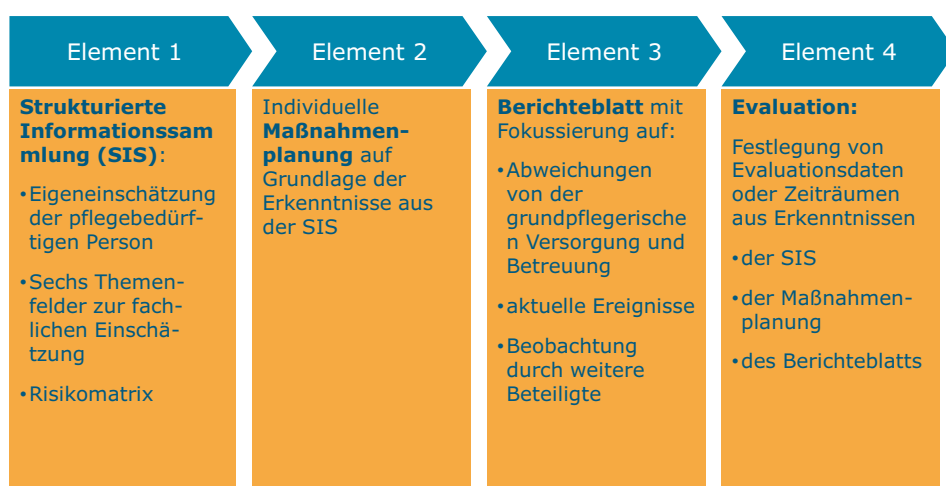 Element 1
Element 2
Element 3
Element 4
Strukturierte
Informationssam
mlung (SIS):
•Eigeneinschätzung
der pflegebedürf-
tigen Person
•Sechs Themen-
felder zur fach-
lichen Einschä-
tzung
•Risikomatrix
Individuelle
Maßnahmen-
planung auf
Grundlage der
Erkenntnisse aus
der SIS
Berichteblatt mit
Fokussierung auf:
•Abweichungen
von der
grundpflegerische
n Versorgung und
Betreuung
•aktuelle Ereignisse
•Beobachtung
durch weitere
Beteiligte
Evaluation:
Festlegung von
Evaluationsdaten
oder Zeiträumen
aus Erkenntnissen
•der SIS
•der Maßnahmen-
planung
•des Berichteblatts